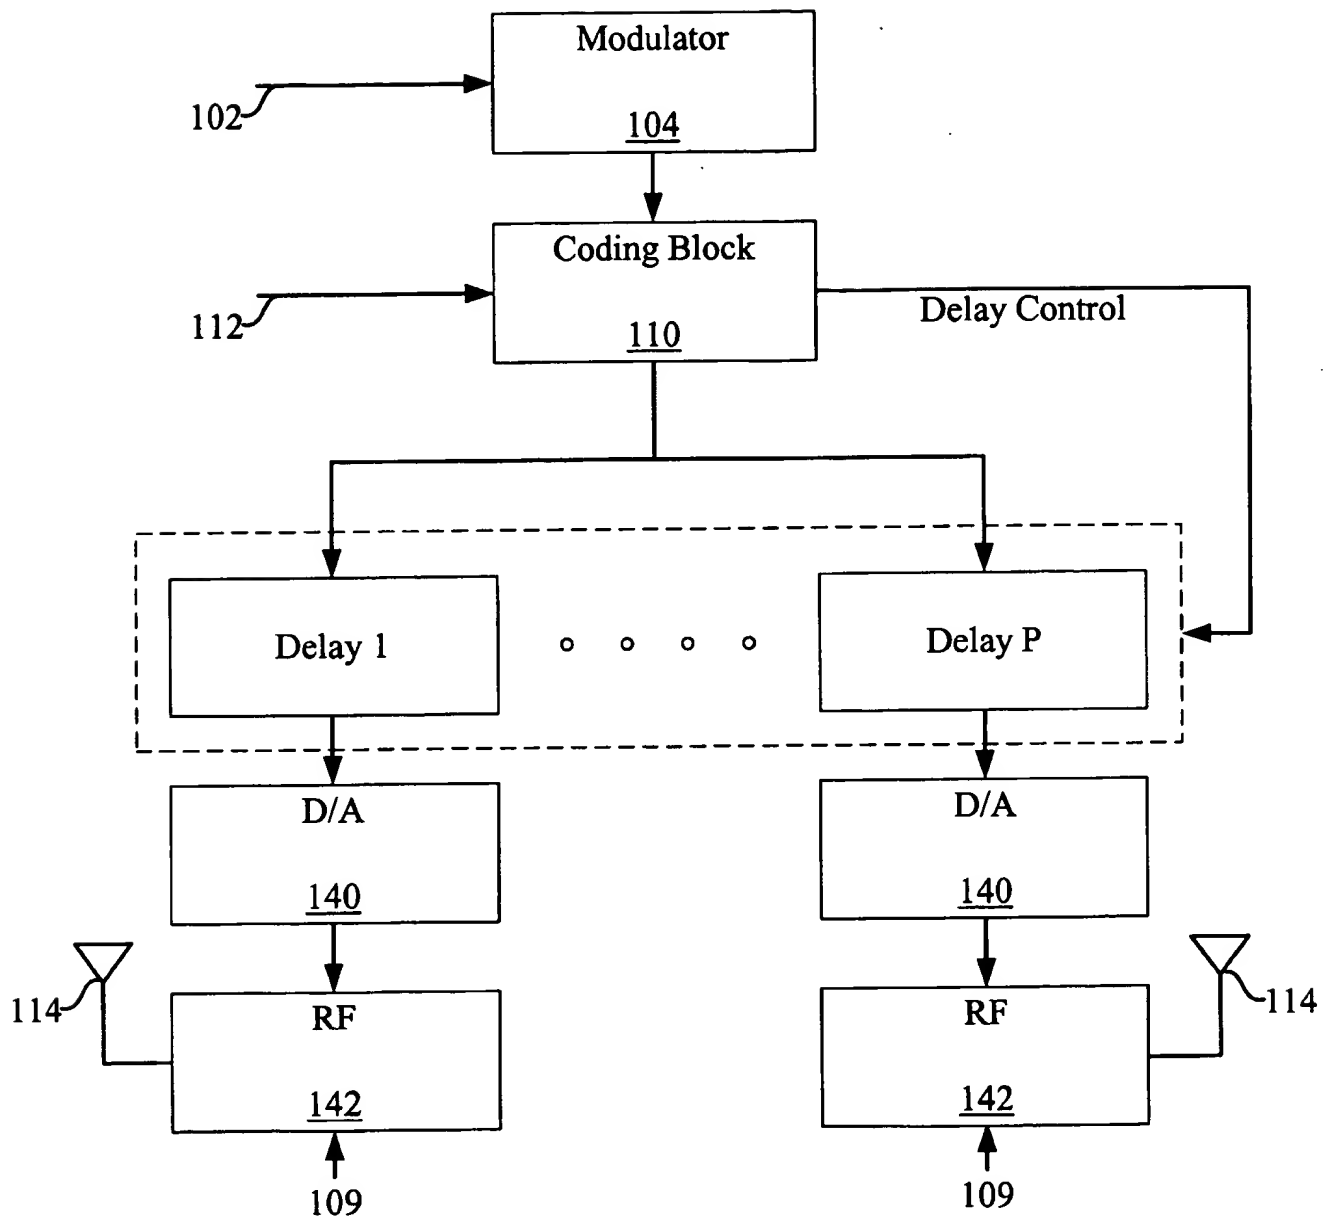 Modulator
102
104
Coding Block
112
110
Delay Control
Delay 1
Delay P
D/A
D/A
140
140
114
RF
RF
114
142
142
109
109